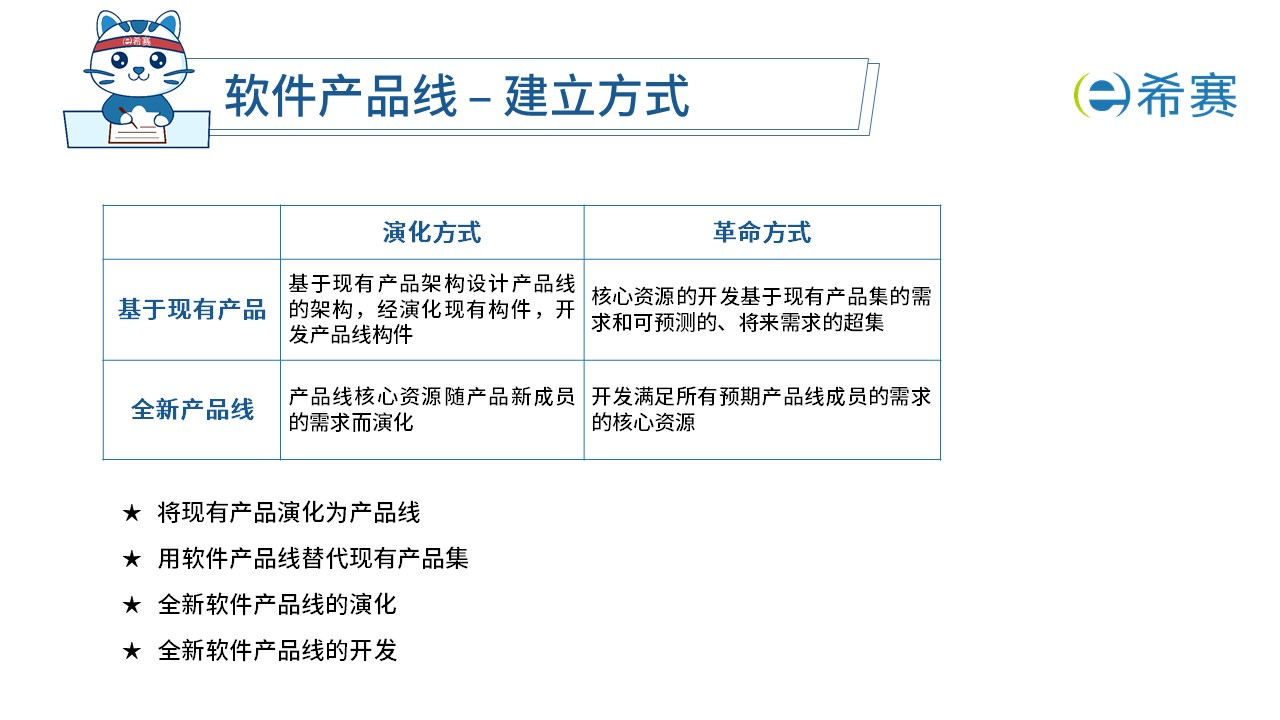 希赛
软件产品线 – 建立方式
希赛
演化方式
革命方式
基于现有产品
基于现有产品架构设计产品线
的架构，经演化现有构件，开
发产品线构件
核心资源的开发基于现有产品集的需
求和可预测的、将来需求的超集
全新产品线
产品线核心资源随产品新成员
的需求而演化
开发满足所有预期产品线成员的需求
的核心资源
★ 将现有产品演化为产品线
★ 用软件产品线替代现有产品集
★ 全新软件产品线的演化
★ 全新软件产品线的开发